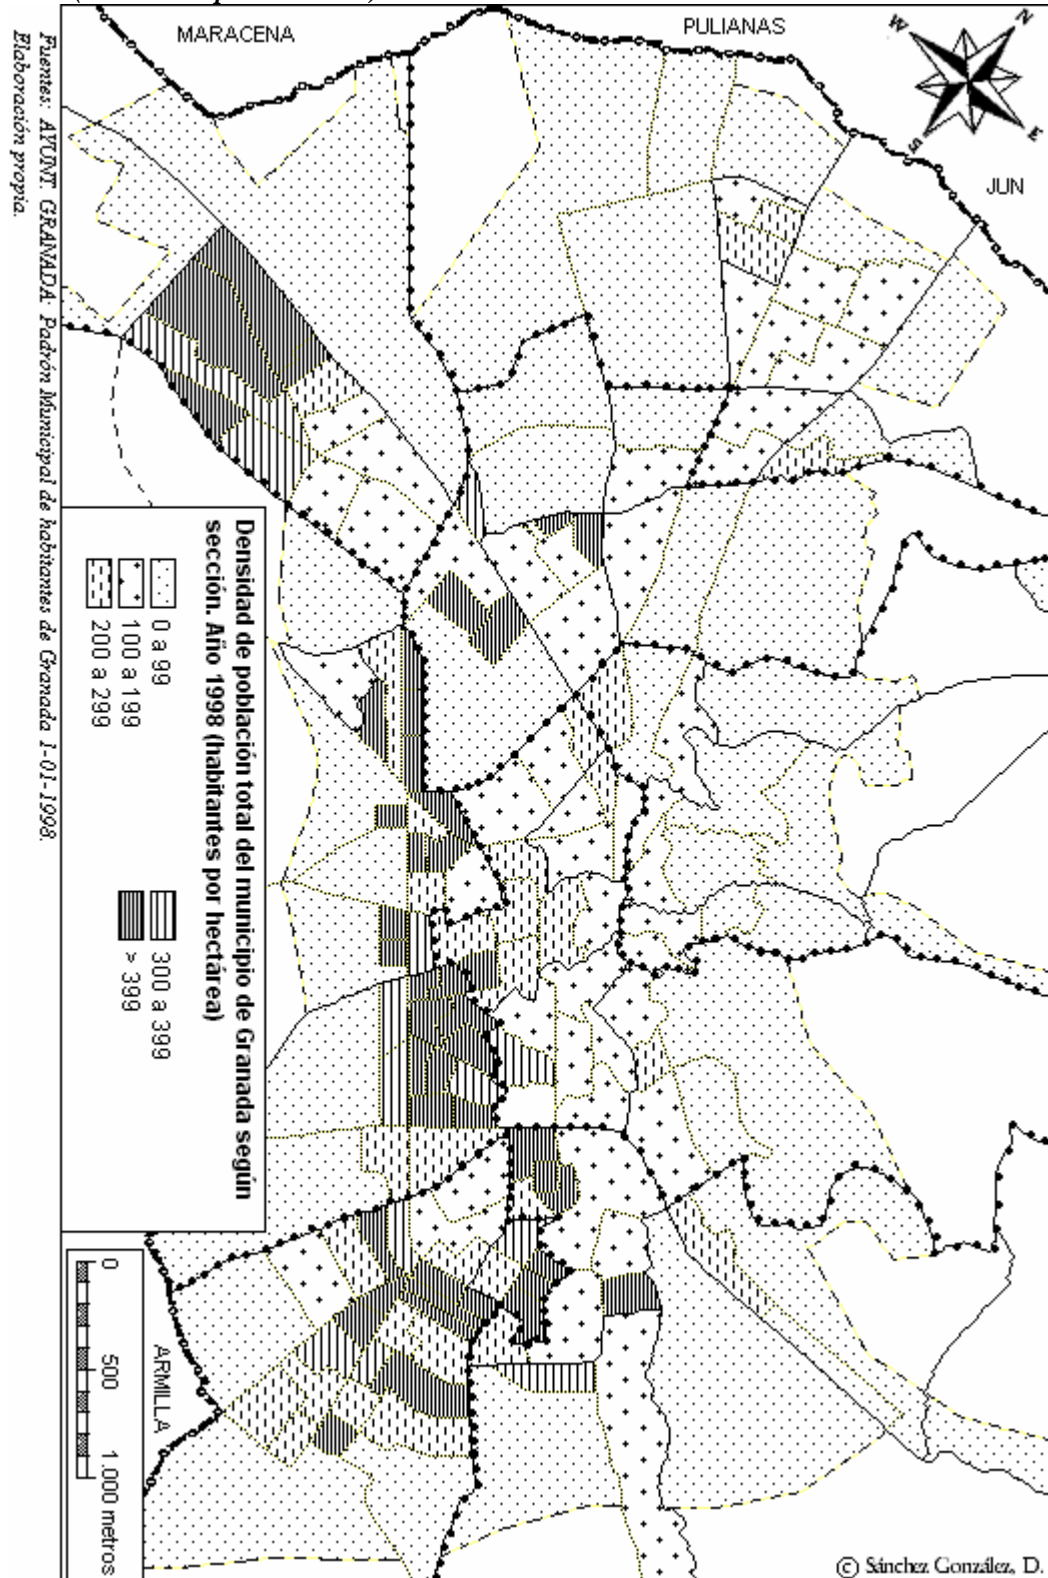 MARACENA
PULIANAS
N
W
E
S
JUN
Densidad de población total del municipio de Granada según
sección. Año 1998 (habitantes por hectárea)
0 a 99
100 a 199
200 a 299
300 a 399
> 399
0
500
1.000 metros
ARMILLA
Fuentes: AYUNT. GRANADA. Padrón Municipal de habitantes de Granada 1-01-1998.
Elaboración propia.
© Sánchez González, D.